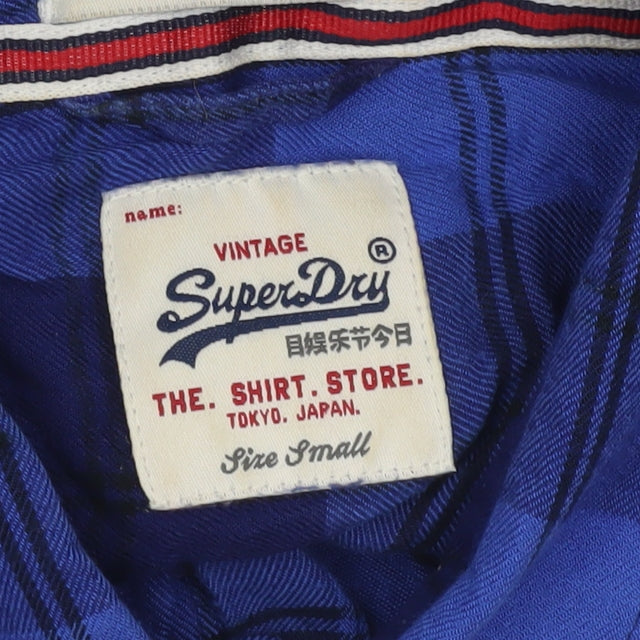 name:
VINTAGE
SuperDry®
目娱乐节今日
THE. SHIRT. STORE.
TOKYO. JAPAN.
Size Small